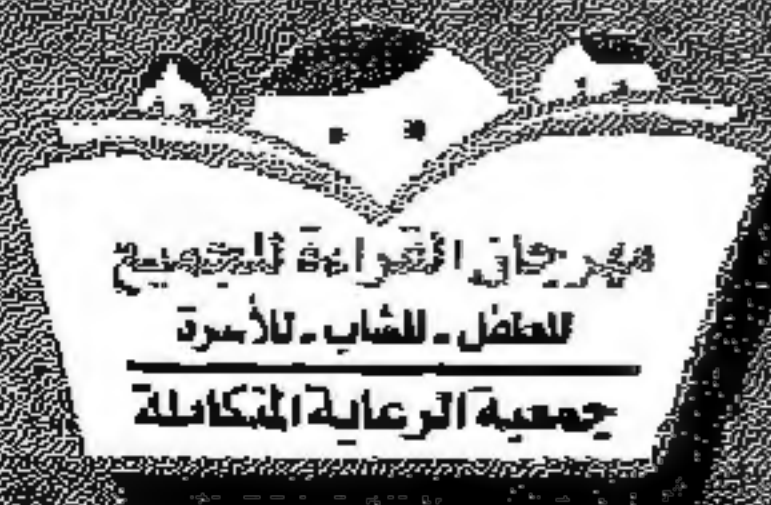 مهرجان القراءة للجميع
للطفل - للشاب - للأسرة
جمعية الرعاية المتكاملة